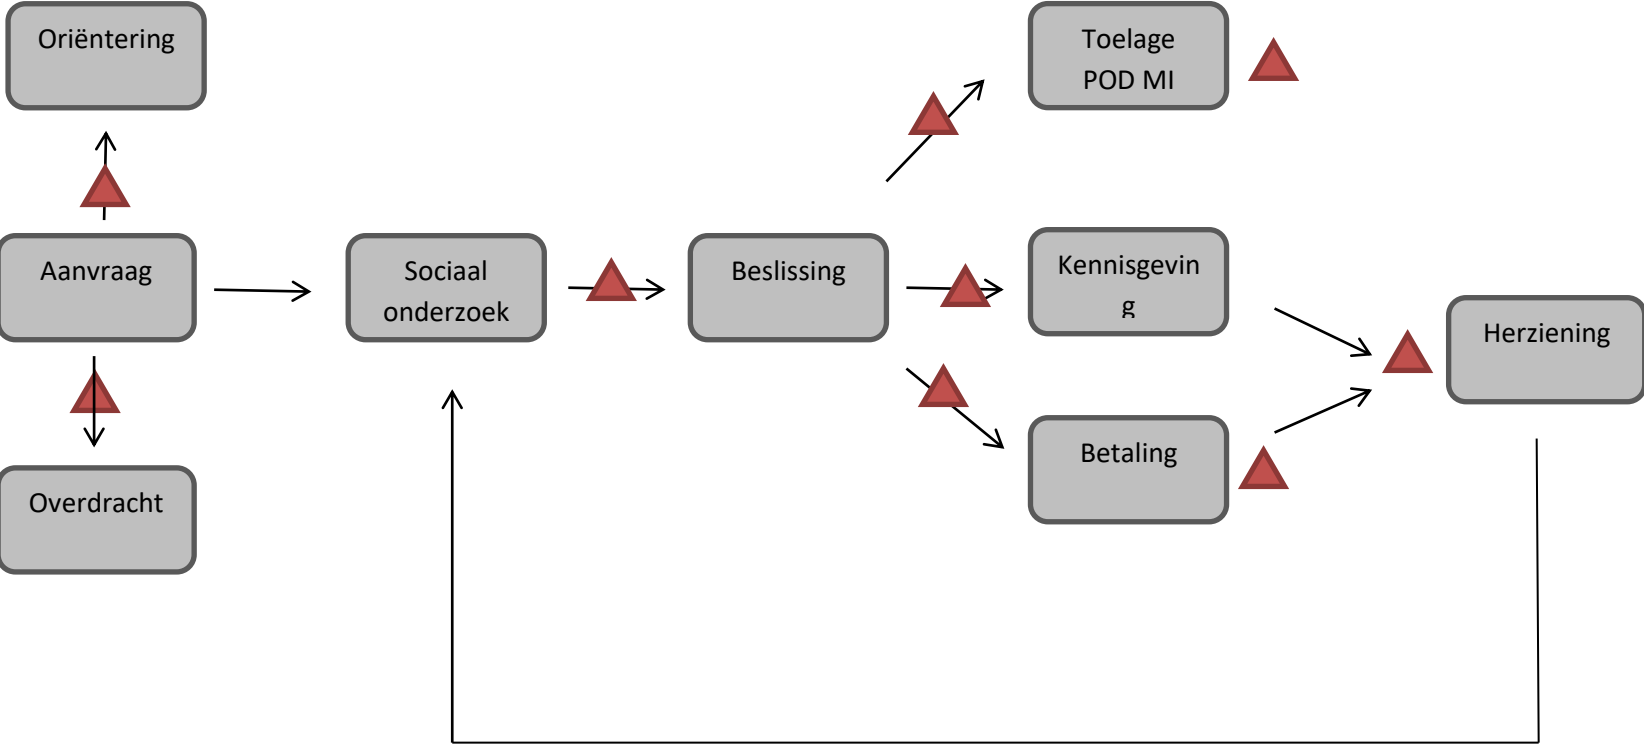 Oriëntering
Toelage
POD MI
Aanvraag
Sociaal
onderzoek
Beslissing
Kennisgevin
g
Herziening
Betaling
Overdracht